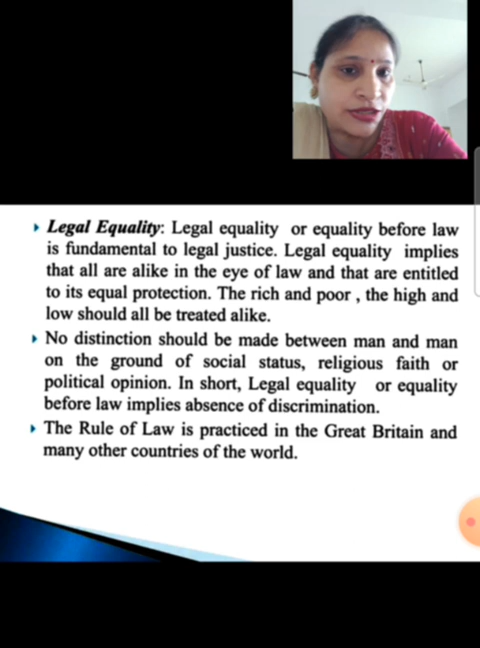 Legal Equality: Legal equality or equality before law
is fundamental to legal justice. Legal equality implies
that all are alike in the eye of law and that are entitled
to its equal protection. The rich and poor , the high and
low should all be treated alike.
No distinction should be made between man and man
on the ground of social status, religious faith or
political opinion. In short, Legal equality or equality
before law implies absence of discrimination.
The Rule of Law is practiced in the Great Britain and
many other countries of the world.